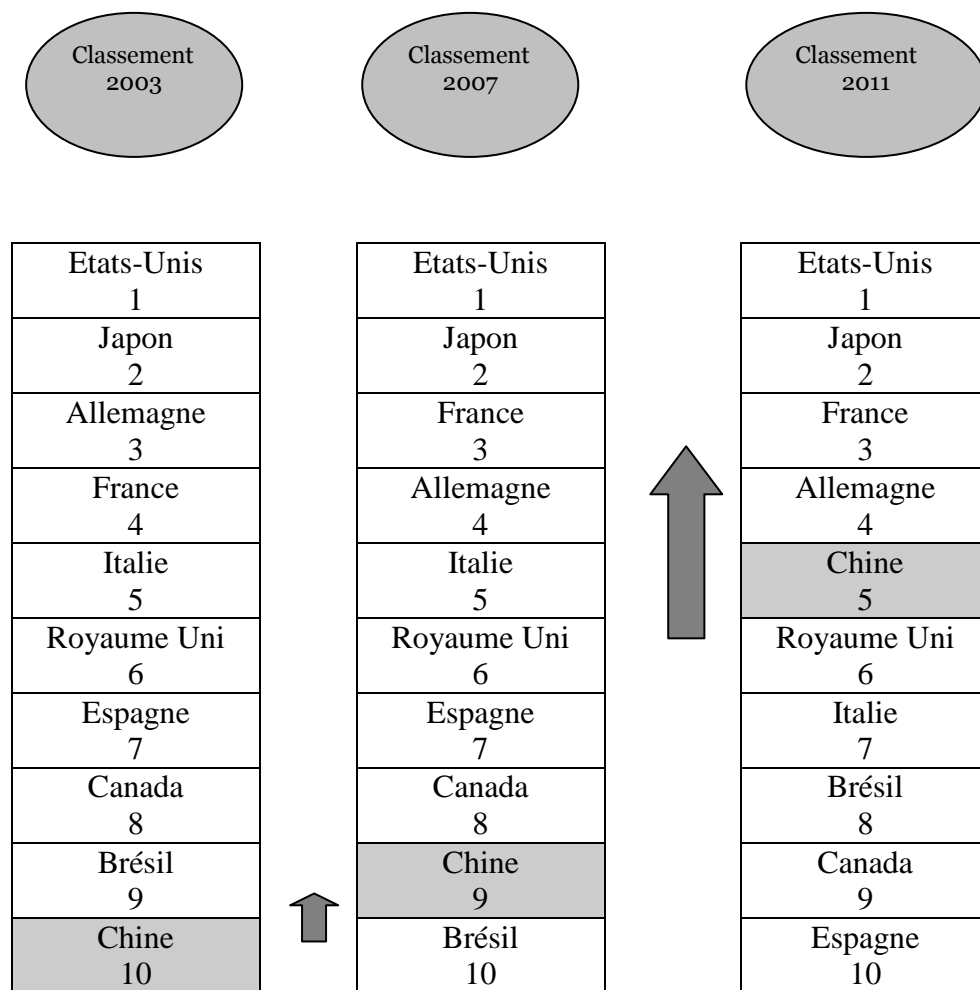 Classement
2003
Classement
2007
Classement
2011
Etats-Unis
1
Japon
2
Allemagne
3
France
4
Italie
5
Royaume Uni
6
Espagne
7
Canada
8
Brésil
9
Chine
10
Etats-Unis
1
Japon
2
France
3
Allemagne
4
Italie
5
Royaume Uni
6
Espagne
7
Canada
8
Chine
9
Brésil
10
Etats-Unis
1
Japon
2
France
3
Allemagne
4
Chine
5
Royaume Uni
6
Italie
7
Brésil
8
Canada
9
Espagne
10